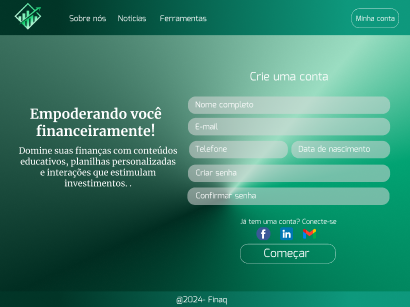 Sobre nós
Noticias
Ferramentas
Minha conta
Empoderando você
financeiramente!
Domine suas finanças com conteúdos
educativos, planilhas personalizadas
e interações que estimulam
investimentos. .
Crie uma conta
Nome completo
E-mail
Telefone
Data de nascimento
Criar senha
Confirmar senha
Já tem uma conta? Conecte-se
Começar
@2024- Finaq